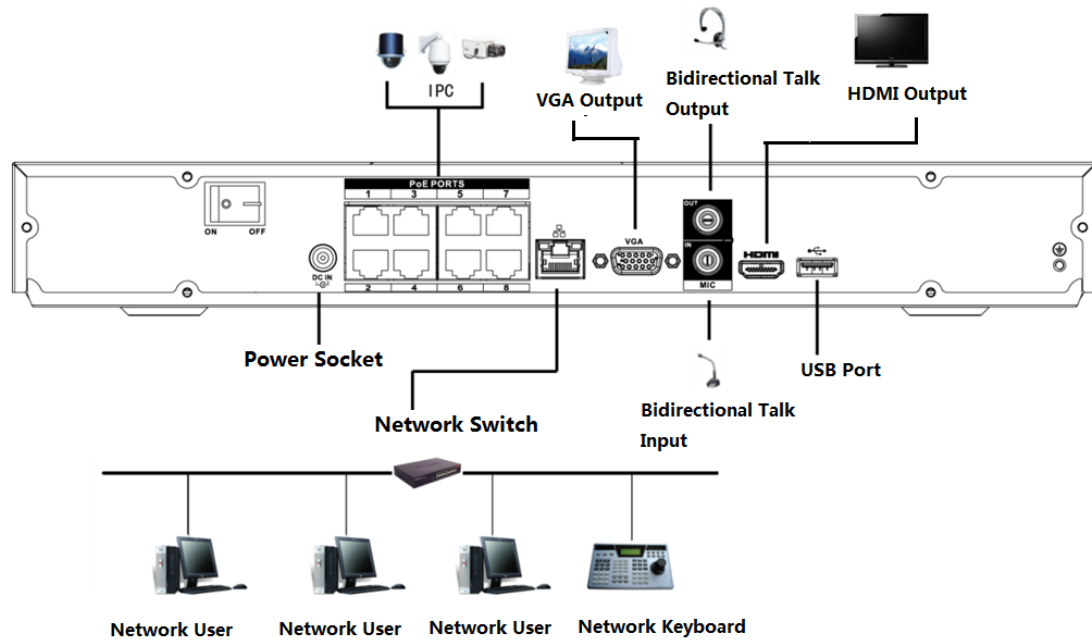 IPC
VGA Output
Bidirectional Talk
Output
HDMI Output
PoE PORTS
1 3 5 7
ON OFF
DC IN
2 4 6 8
VGA
OUT
IN
MIC
HDMI
Power Socket
Network Switch
Bidirectional Talk
Input
USB Port
Network User
Network User
Network User
Network Keyboard